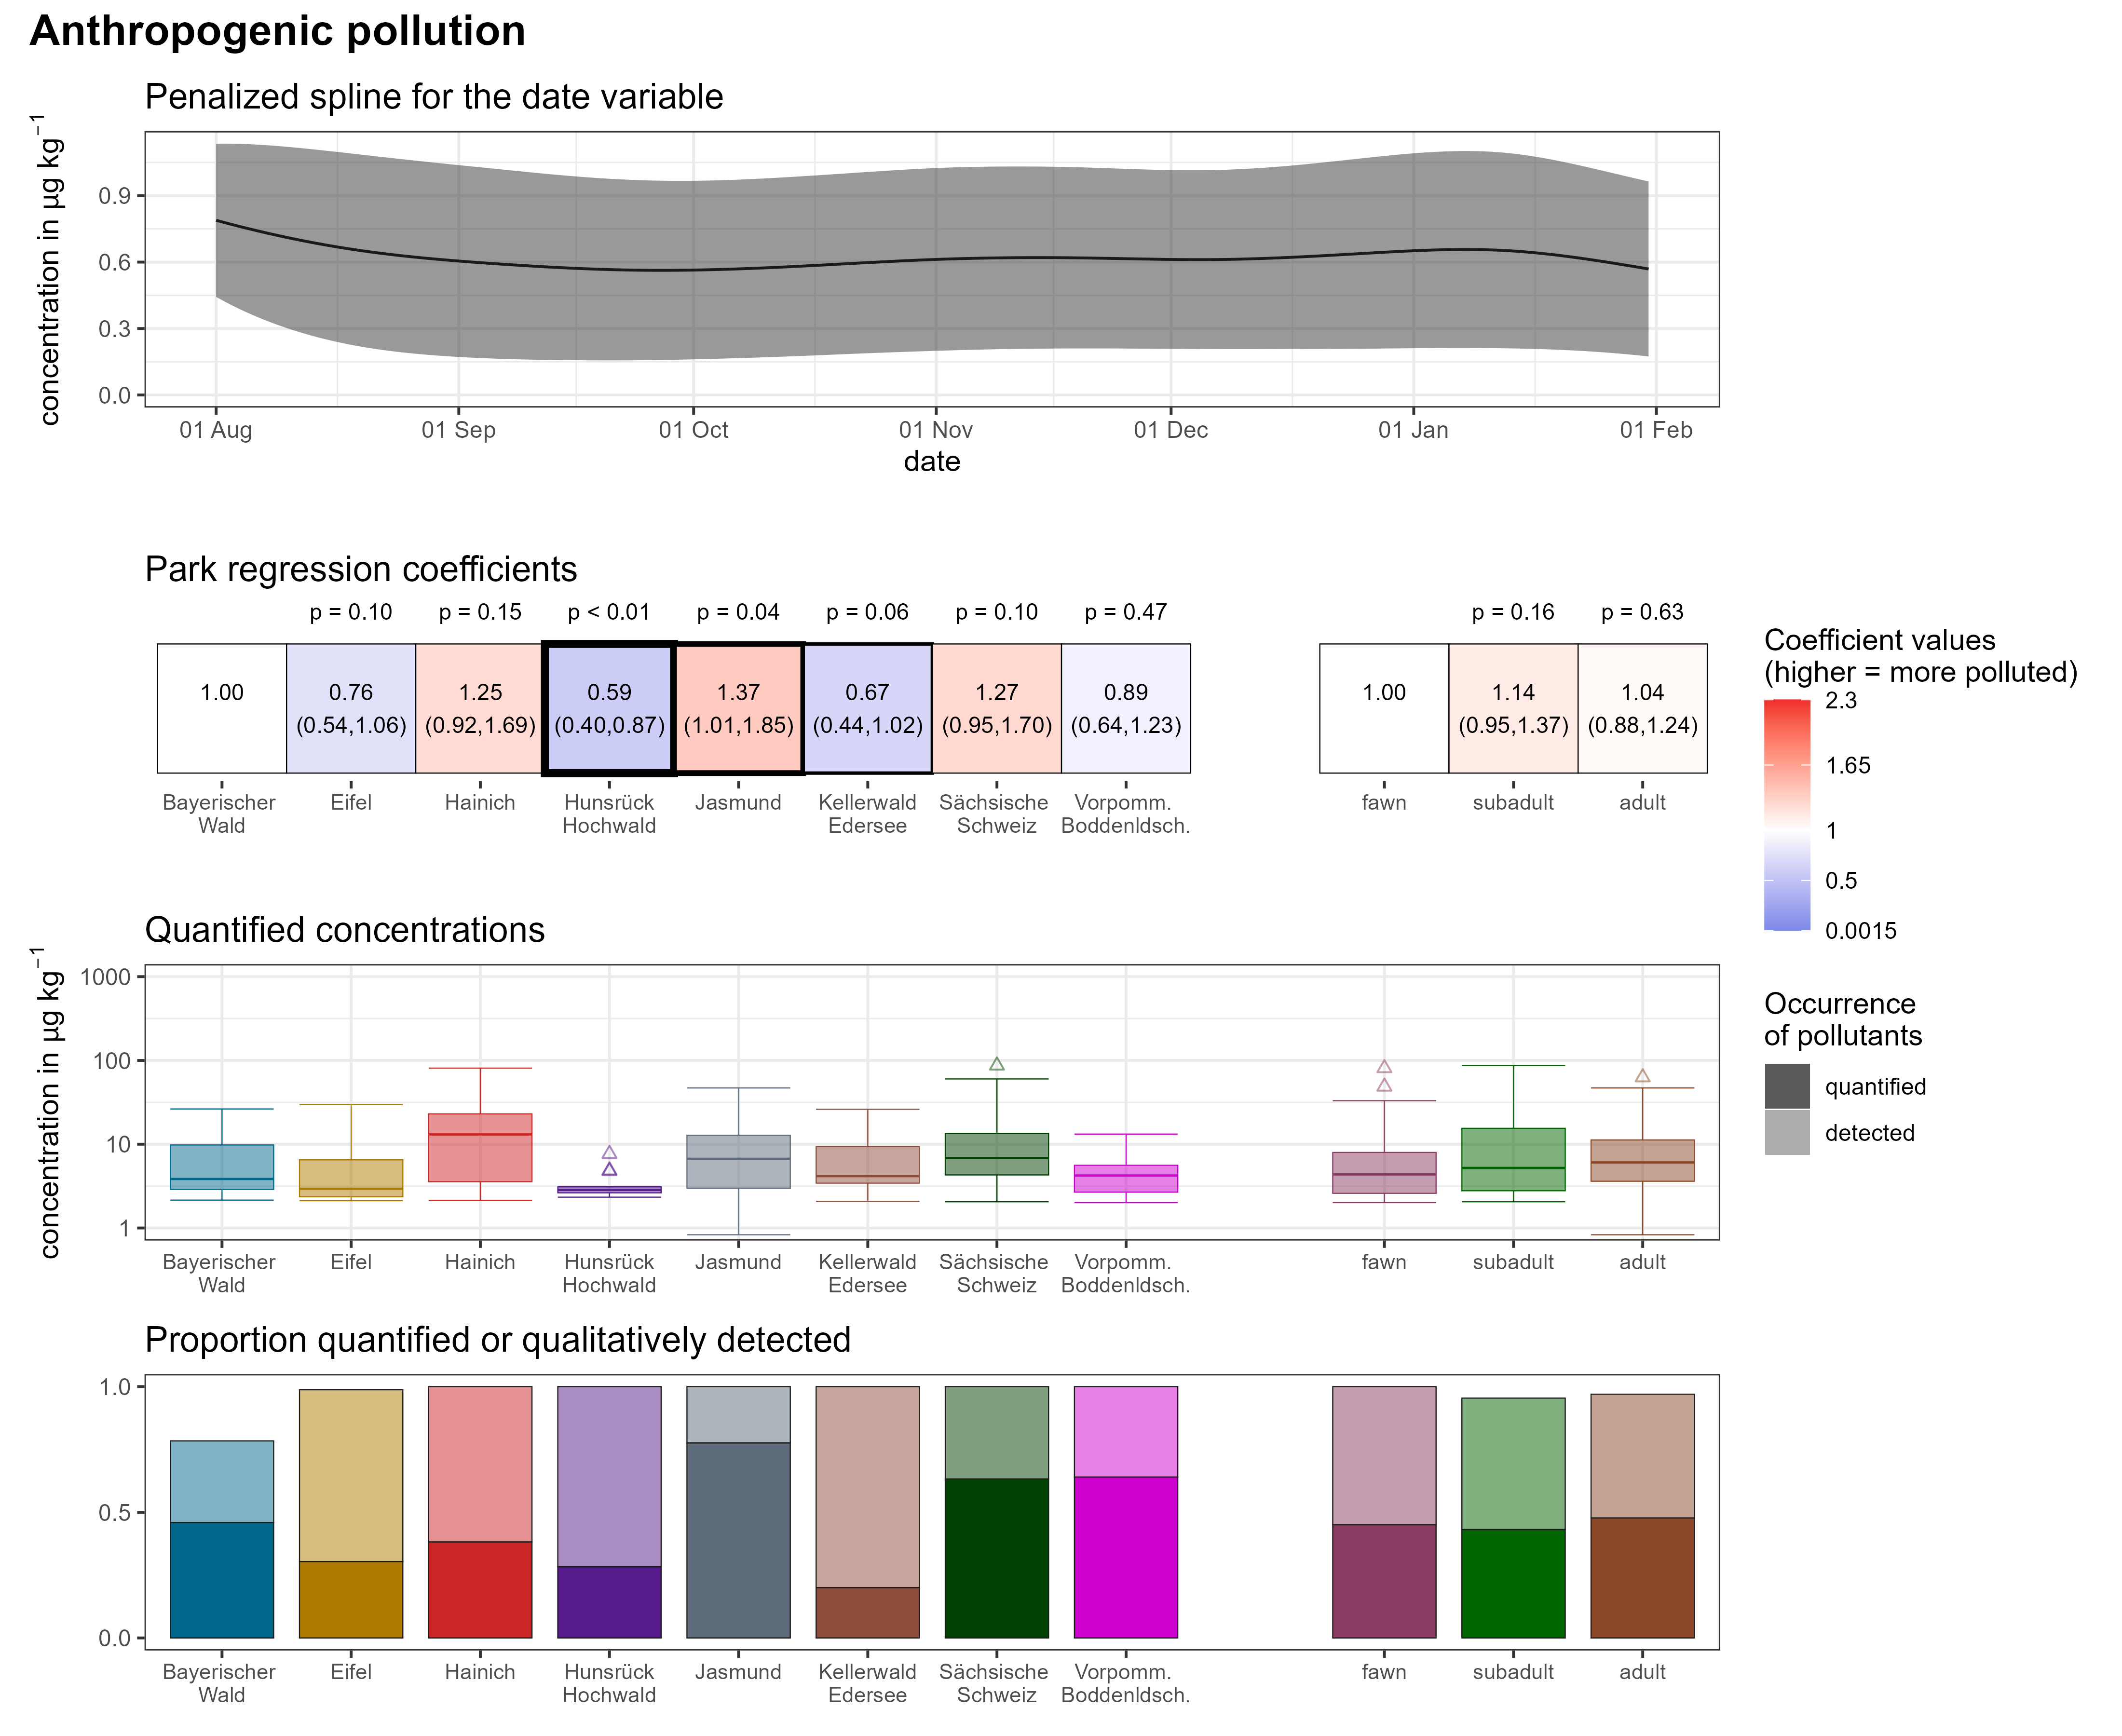 Anthropogenic pollution
Penalized spline for the date variable
concentration in µg kg⁻¹
0.9
0.6
0.3
0.0
01 Aug 01 Sep 01 Oct 01 Nov 01 Dec 01 Jan 01 Feb
date
Park regression coefficients
p = 0.10 p = 0.15 p < 0.01 p = 0.04 p = 0.06 p = 0.10 p = 0.47 p = 0.16 p = 0.63
1.00 0.76 1.25 0.59 1.37 0.67 1.27 0.89 1.00 1.14 1.04
(0.54,1.06) (0.92,1.69) (0.40,0.87) (1.01,1.85) (0.44,1.02) (0.95,1.70) (0.64,1.23) (0.95,1.37) (0.88,1.24)
Bayerischer Eifel Hainich Hunsrück Jasmund Kellerwald Sächsische Vorpomm. fawn subadult adult
Wald Hochwald Edersee Schweiz Boddenldsch.
Coefficient values
(higher = more polluted)
2.3
1.65
1
0.5
0.0015
Quantified concentrations
concentration in µg kg⁻¹
1000
100
10
1
Bayerischer Eifel Hainich Hunsrück Jasmund Kellerwald Sächsische Vorpomm. fawn subadult adult
Wald Hochwald Edersee Schweiz Boddenldsch.
Occurrence
of pollutants
quantified
detected
Proportion quantified or qualitatively detected
1.0
0.5
0.0
Bayerischer Eifel Hainich Hunsrück Jasmund Kellerwald Sächsische Vorpomm. fawn subadult adult
Wald Hochwald Edersee Schweiz Boddenldsch.